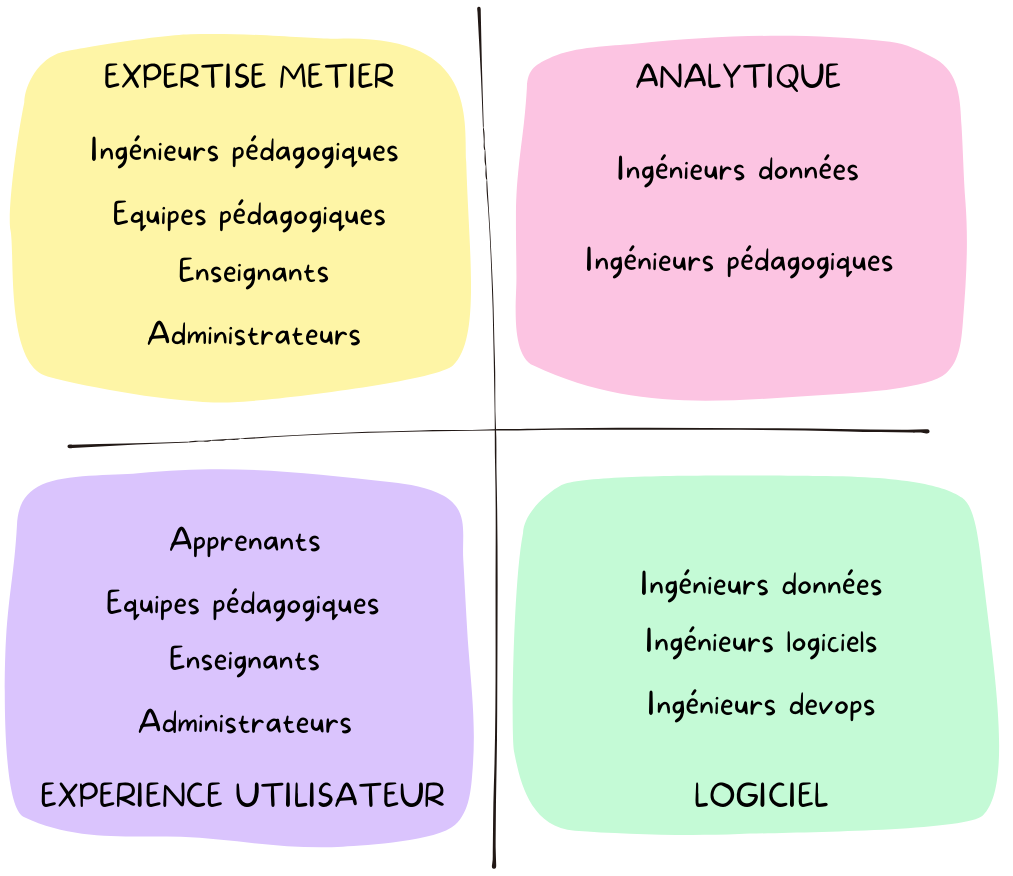 EXPERTISE METIER
Ingénieurs pédagogiques
Equipes pédagogiques
Enseignants
Administrateurs
ANALYTIQUE
Ingénieurs données
Ingénieurs pédagogiques
Apprenants
Equipes pédagogiques
Enseignants
Administrateurs
EXPERIENCE UTILISATEUR
Ingénieurs données
Ingénieurs logiciels
Ingénieurs devops
LOGICIEL